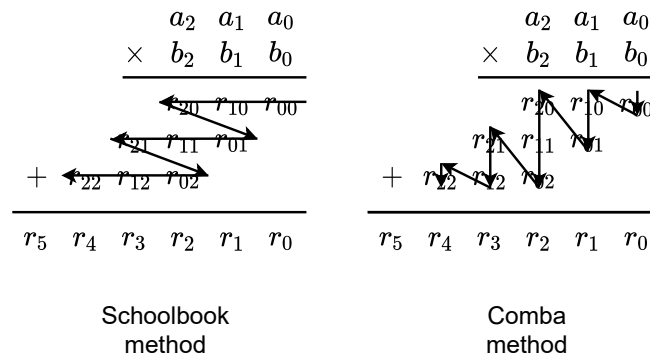 a₂ a₁ a₀
× b₂ b₁ b₀
r₂₀ r₁₀ r₀₀
r₂₁ r₁₁ r₀₁
+ r₂₂ r₁₂ r₀₂
r₅ r₄ r₃ r₂ r₁ r₀
Schoolbook
method
a₂ a₁ a₀
× b₂ b₁ b₀
r₂₀ r₁₀ r₀₀
r₂₁ r₁₁ r₀₁
+ r₂₂ r₁₂ r₀₂
r₅ r₄ r₃ r₂ r₁ r₀
Comba
method